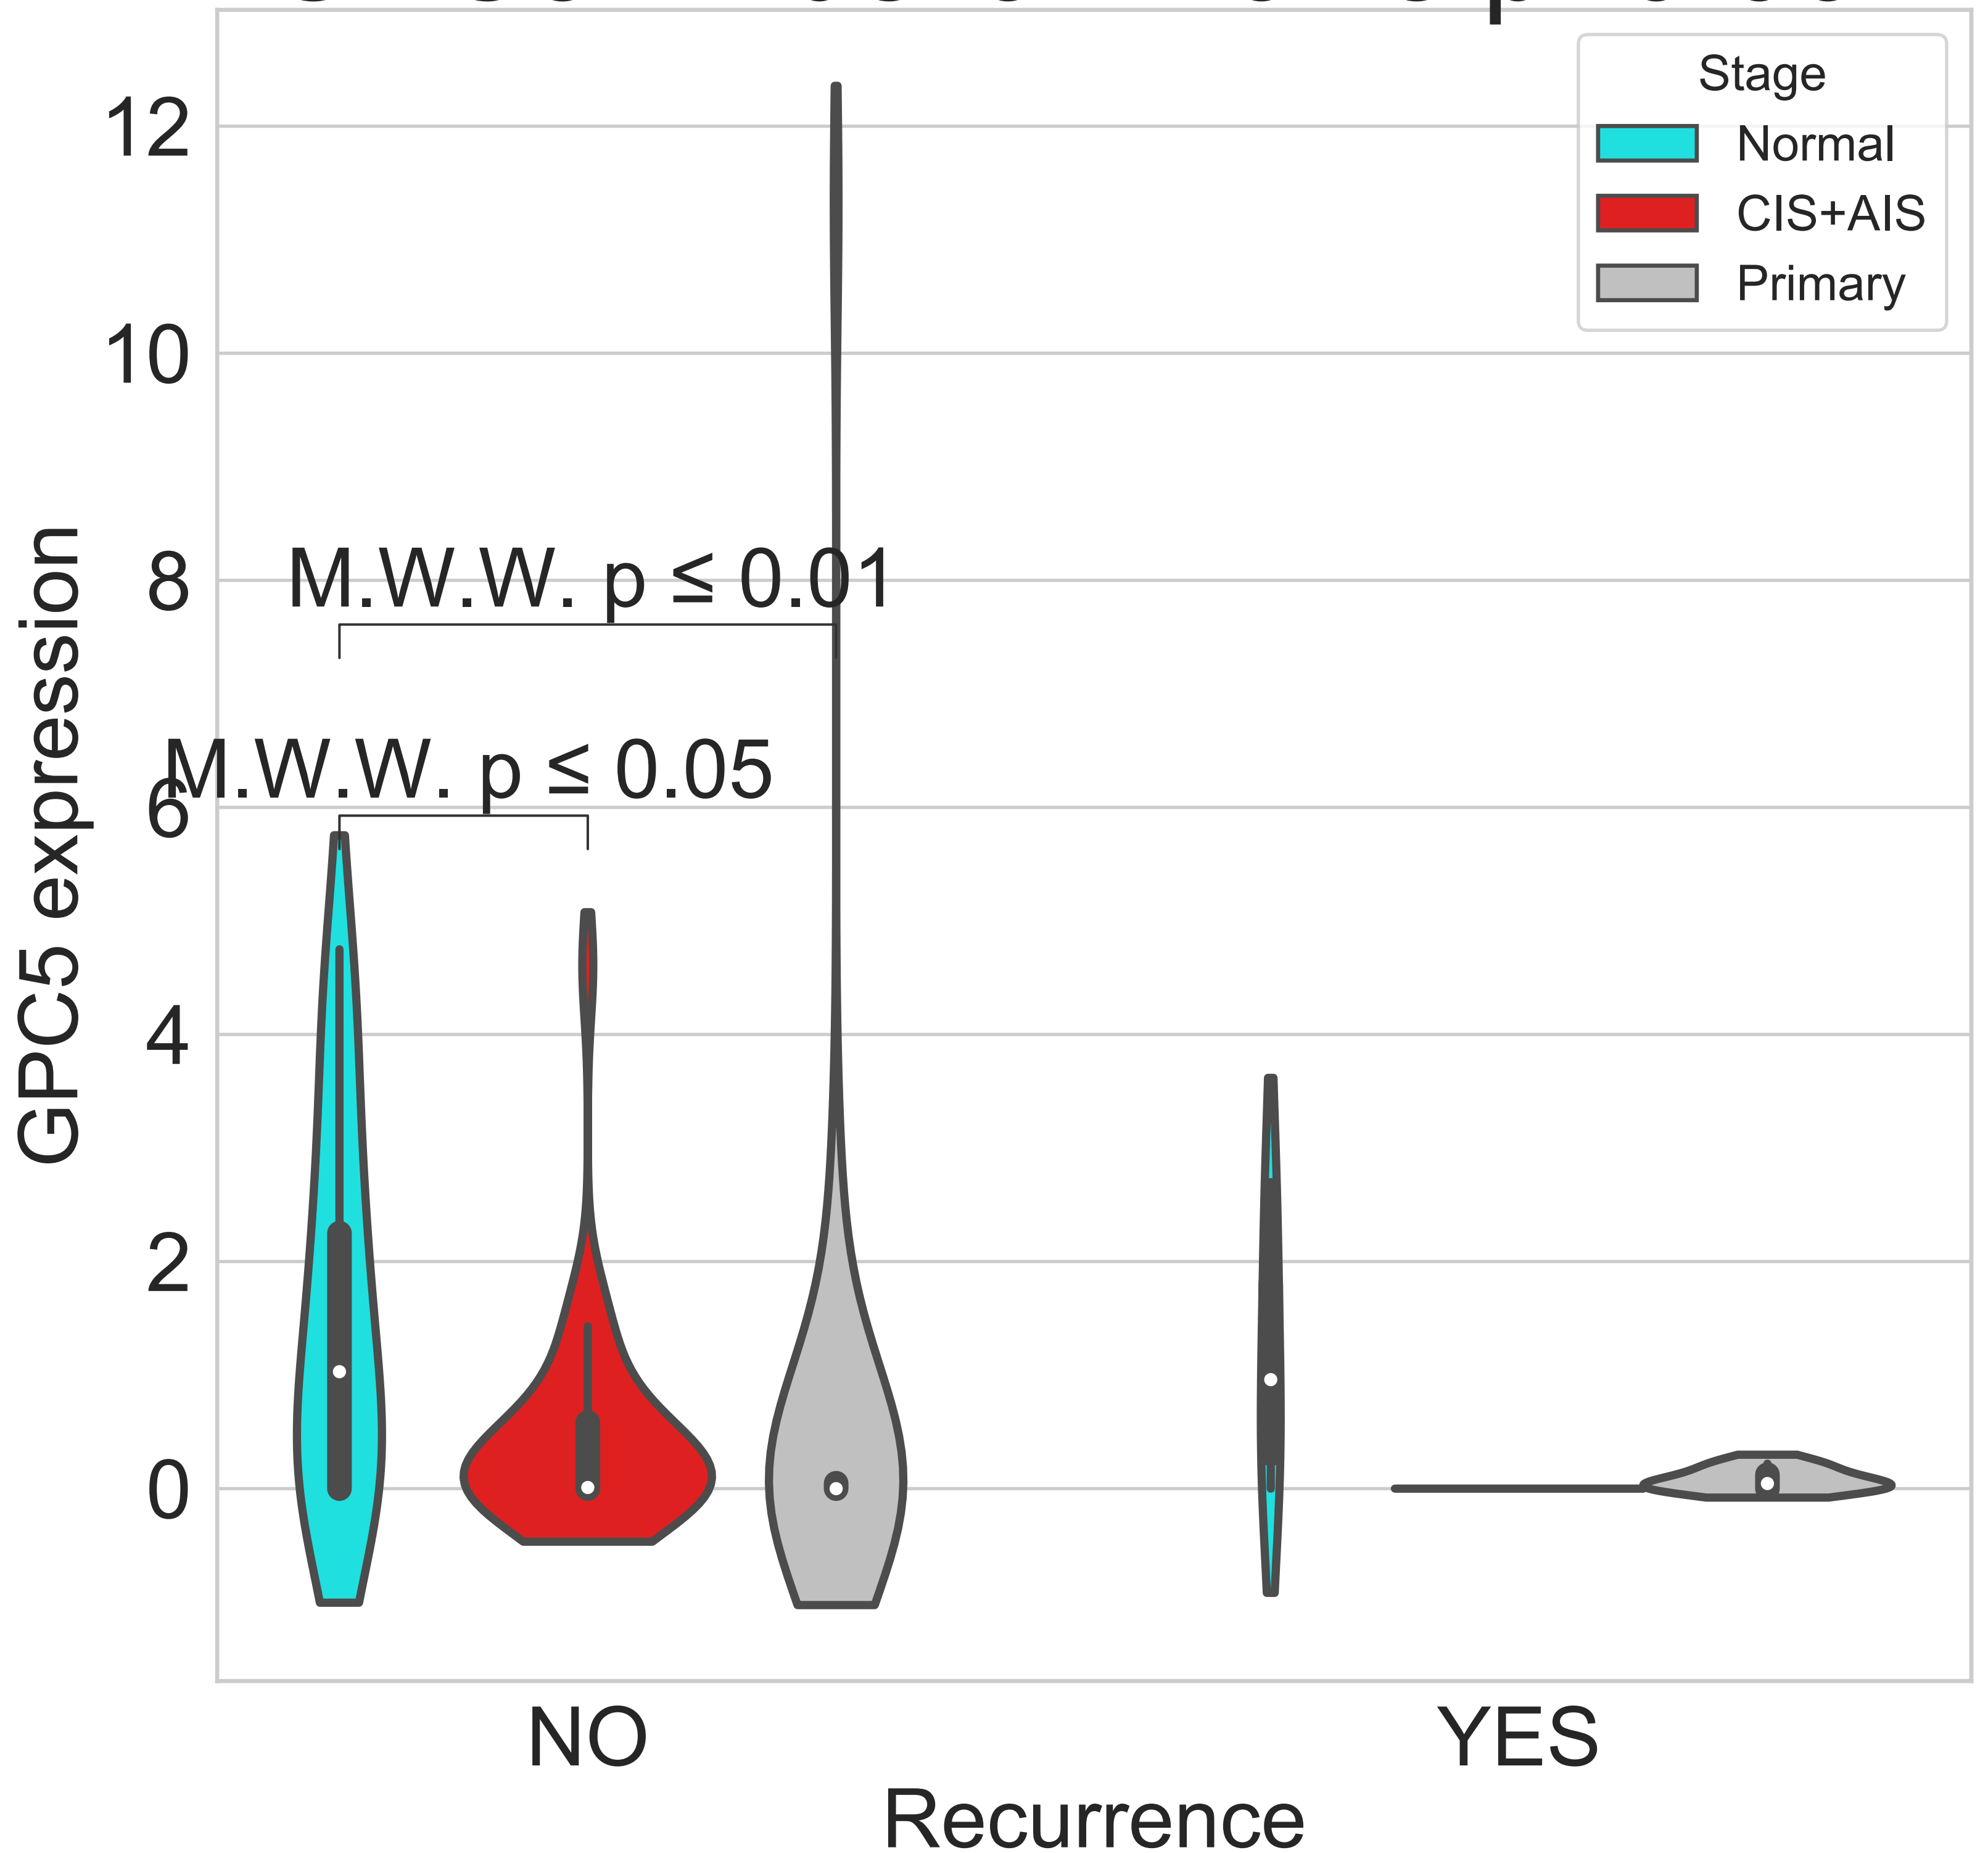 Stage
Normal
CIS+AIS
Primary
12
10
8
6
4
2
0
GPC5 expression
M.W.W. p ≤ 0.01
M.W.W. p ≤ 0.05
NO
YES
Recurrence